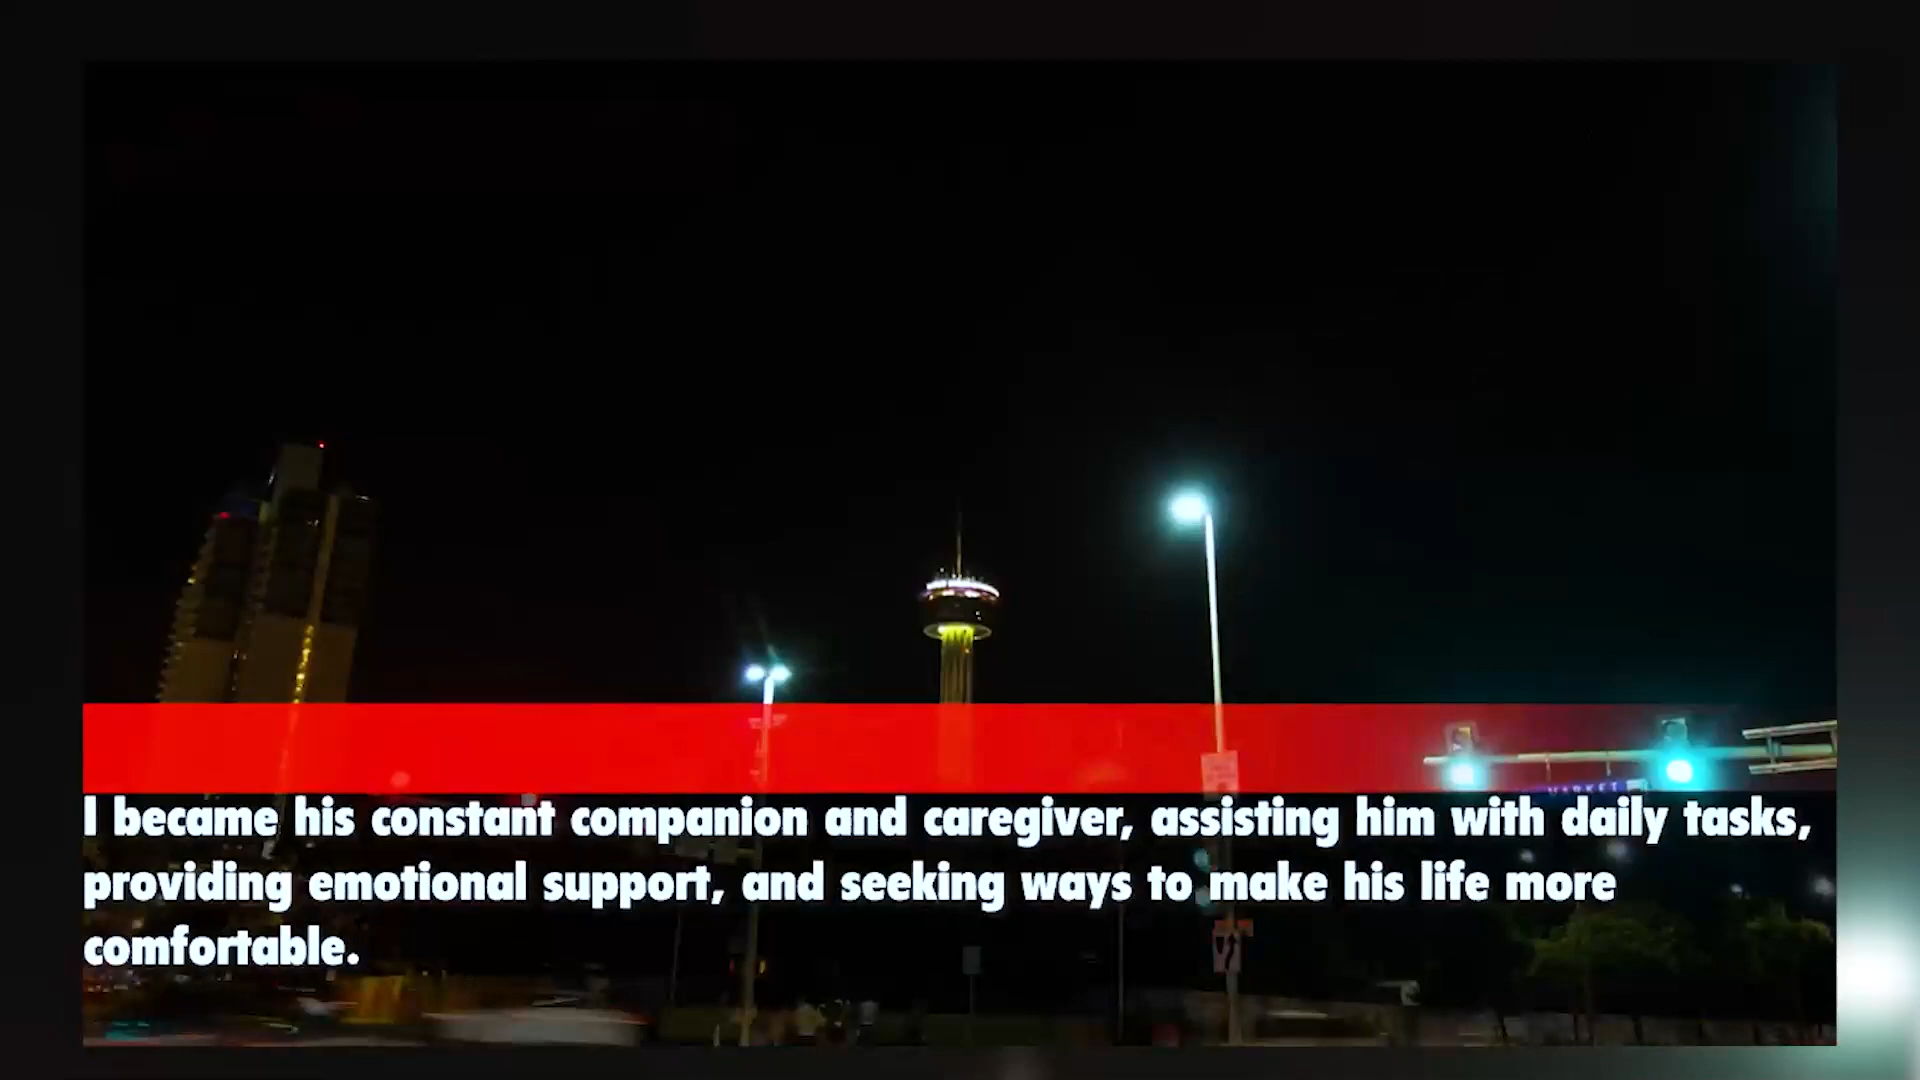 MARKET
I became his constant companion and caregiver, assisting him with daily tasks,
providing emotional support, and seeking ways to make his life more
comfortable.